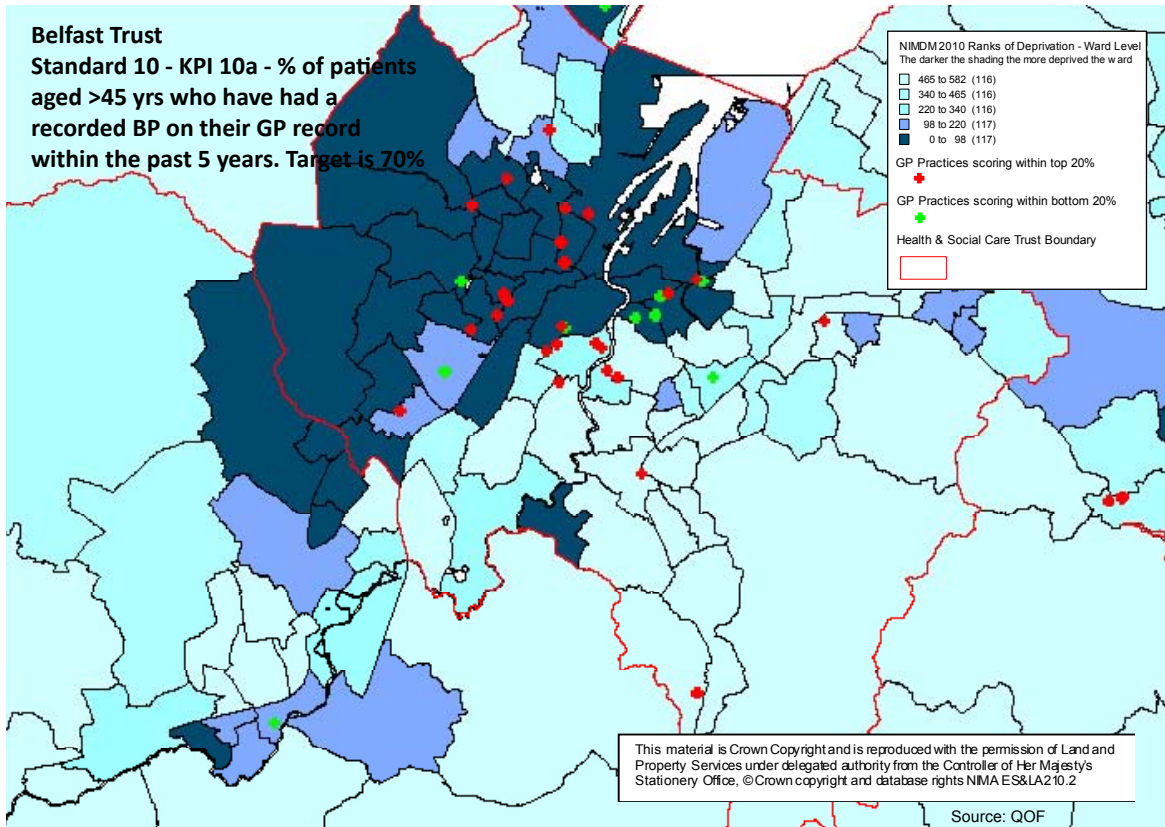 Belfast Trust
Standard 10 - KPI 10a - % of patients
aged >45 yrs who have had a
recorded BP on their GP record
within the past 5 years. Target is 70%
NIMDM 2010 Ranks of Deprivation - Ward Level
The darker the shading the more deprived the ward
465 to 582 (116)
340 to 465 (116)
220 to 340 (116)
98 to 220 (117)
0 to 98 (117)
GP Practices scoring within top 20%
GP Practices scoring within bottom 20%
Health & Social Care Trust Boundary
This material is Crown Copyright and is reproduced with the permission of Land and
Property Services under delegated authority from the Controller of Her Majesty's
Stationery Office, © Crown copyright and database rights NIMA ES&LA210.2
Source: QOF